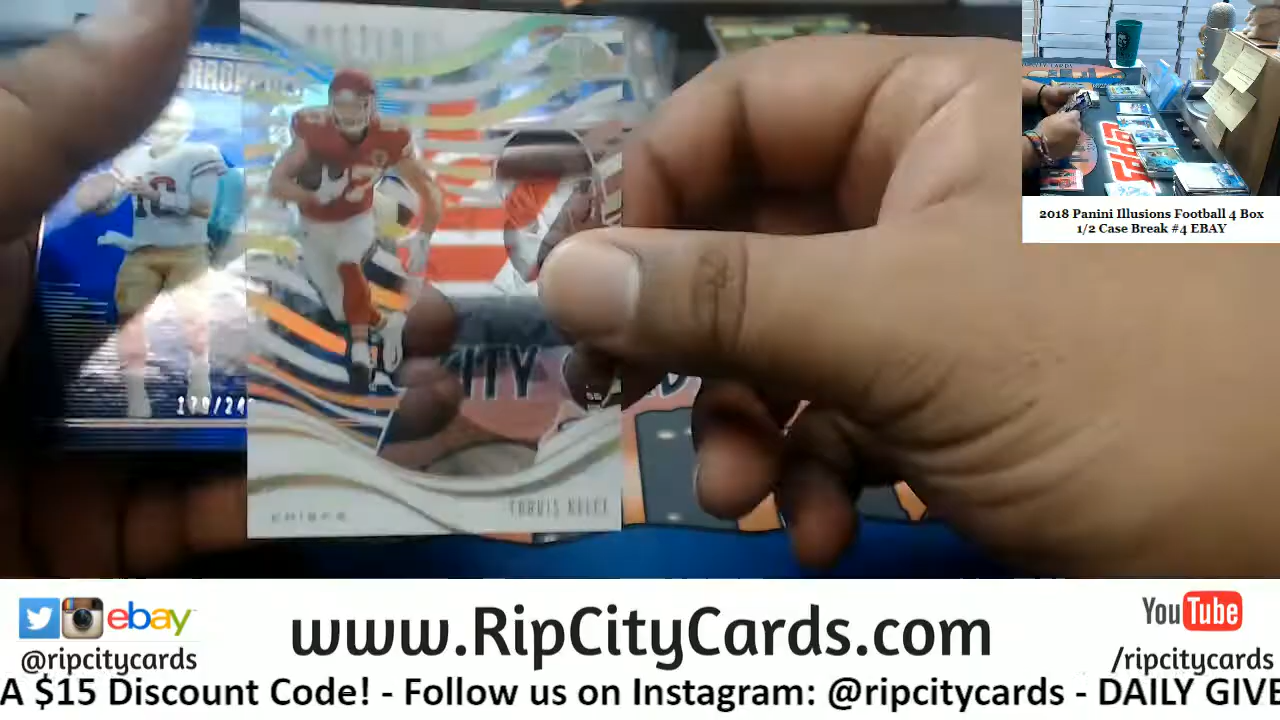 2018 Panini Illusions Football 4 Box
1/2 Case Break #4 EBAY
TOPPS
CHIEFS
TRAVIS KELCE
ebay
@ripcitycards
www.RipCityCards.com
YouTube
/ripcitycards
A $15 Discount Code! - Follow us on Instagram: @ripcitycards - DAILY GIVE